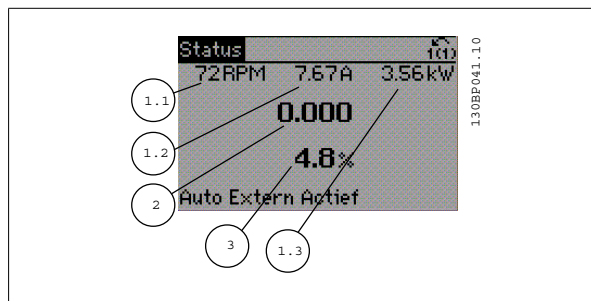 Status 1(1)
72RPM 7.67A 3.56kW
0.000
4.8%
Auto Extern Actief
1.1
1.2
2
3
1.3
130BP041.10